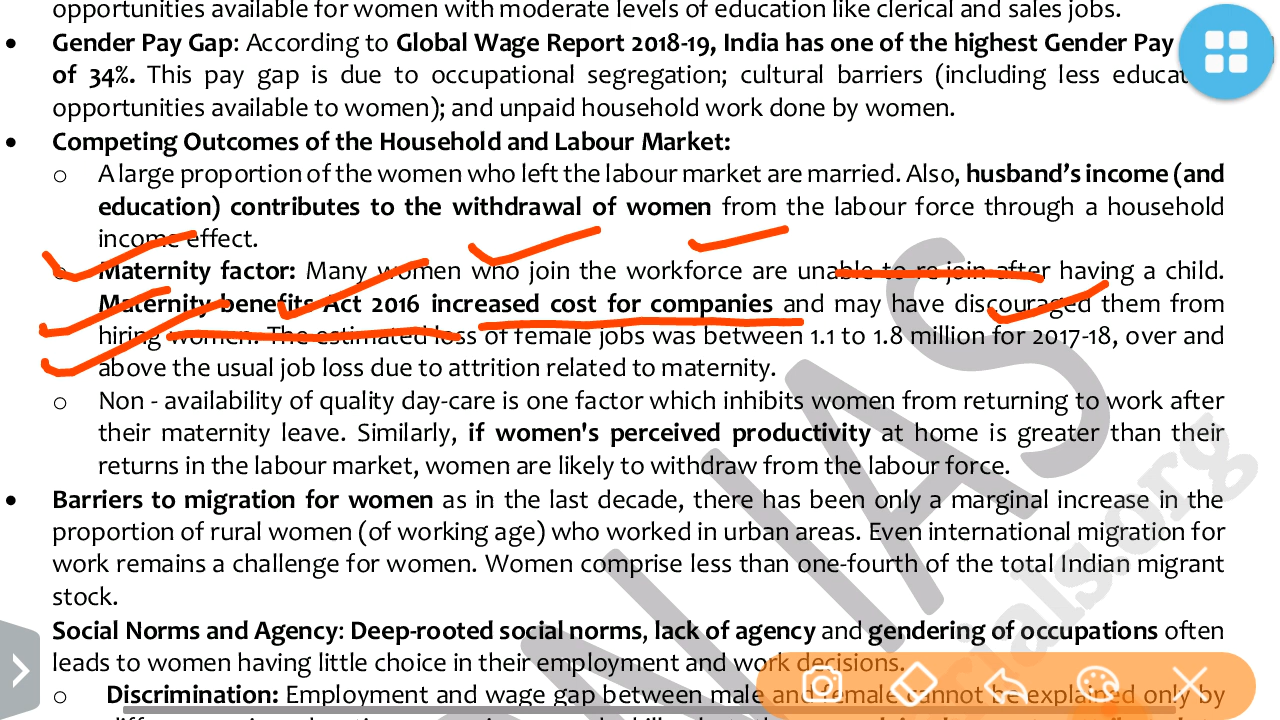 opportunities available for women with moderate levels of education like clerical and sales jobs.
• Gender Pay Gap: According to Global Wage Report 2018-19, India has one of the highest Gender Pay
of 34%. This pay gap is due to occupational segregation; cultural barriers (including less
opportunities available to women); and unpaid household work done by women.
• Competing Outcomes of the Household and Labour Market:
o A large proportion of the women who left the labour market are married. Also, husband's income (and
education) contributes to the withdrawal of women from the labour force through a household
income effect.
o Maternity factor: Many women who join the workforce are unable to re-join after having a child.
Maternity benefits Act 2016 increased cost for companies and may have discouraged them from
hiring women. The estimated loss of female jobs was between 1.1 to 1.8 million for 2017-18, over and
above the usual job loss due to attrition related to maternity.
o Non - availability of quality day-care is one factor which inhibits women from returning to work after
their maternity leave. Similarly, if women's perceived productivity at home is greater than their
returns in the labour market, women are likely to withdraw from the labour force.
• Barriers to migration for women as in the last decade, there has been only a marginal increase in the
proportion of rural women (of working age) who worked in urban areas. Even international migration for
work remains a challenge for women. Women comprise less than one-fourth of the total Indian migrant
stock.
Social Norms and Agency: Deep-rooted social norms, lack of agency and gendering of occupations often
leads to women having little choice in their employment and work decisions.
o Discrimination: Employment and wage gap between male and female cannot be explained only by